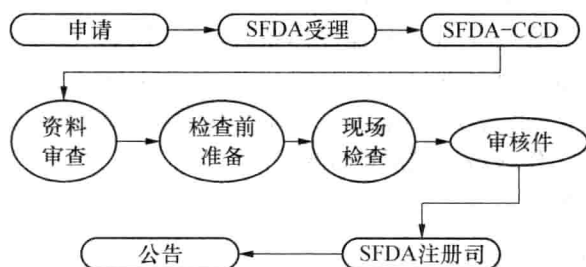 申请
SFDA受理
SFDA-CCD
资料
审查
检查前
准备
现场
检查
审核件
SFDA注册司
公告